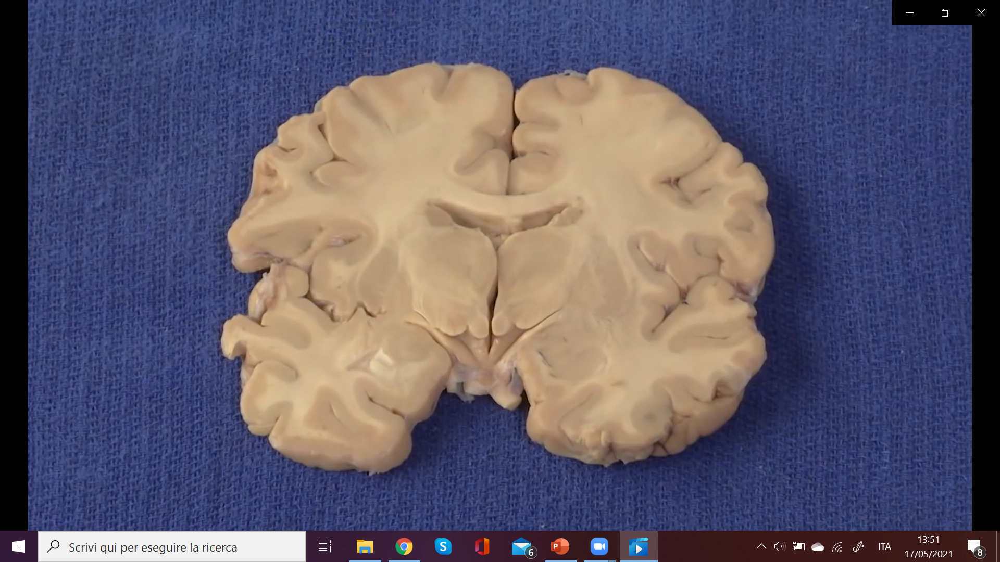 Scrivi qui per eseguire la ricerca
S
6
P
ITA
13:51
17/05/2021
8